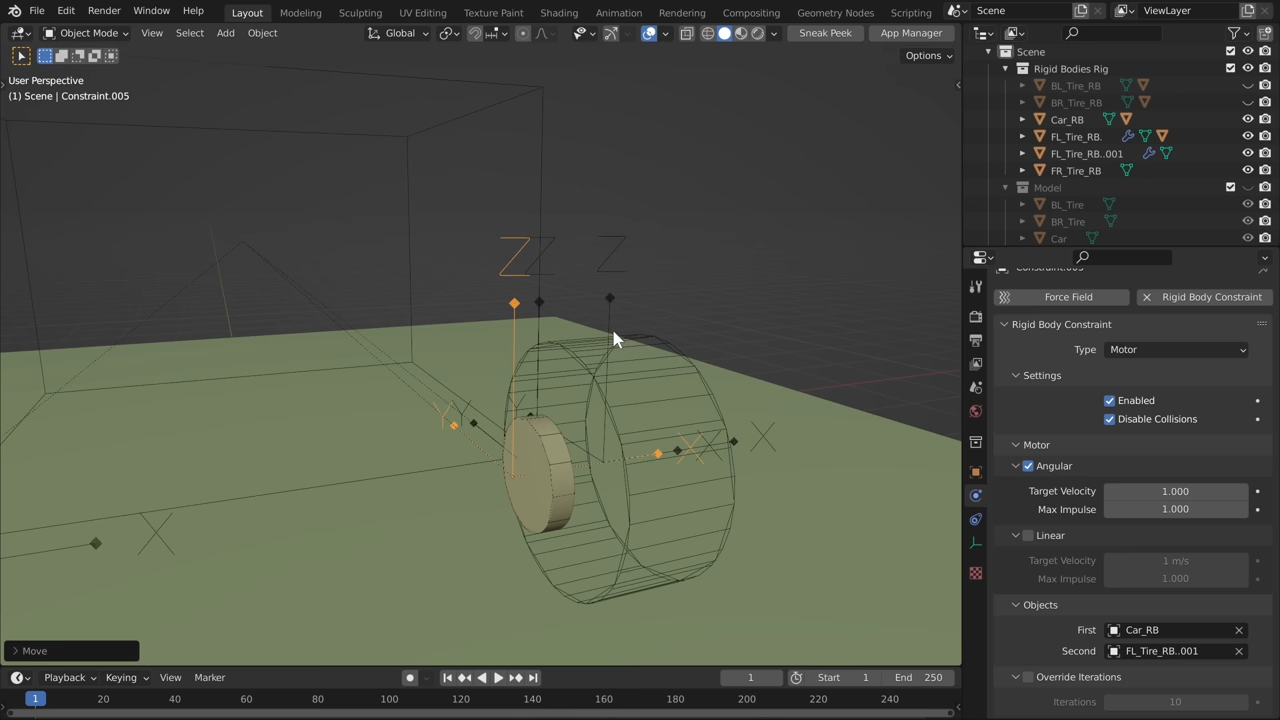 File Edit Render Window Help Layout Modeling Sculpting UV Editing Texture Paint Shading Animation Rendering Compositing Geometry Nodes Scripting Scene ViewLayer
Object Mode View Select Add Object Global Sneak Peek App Manager
Options
User Perspective
(1) Scene | Constraint.005
Z Z Z
Y Y X X X
X
Move
Playback Keying View Marker 1 Start 1 End 250
1 20 40 60 80 100 120 140 160 180 200 220 240
Scene
Rigid Bodies Rig
BL_Tire_RB
BR_Tire_RB
Car_RB
FL_Tire_RB.
FL_Tire_RB..001
FR_Tire_RB
Model
BL_Tire
BR_Tire
Car
Constraint.005
Force Field Rigid Body Constraint
Rigid Body Constraint
Type Motor
Settings
Enabled
Disable Collisions
Motor
Angular
Target Velocity 1.000
Max Impulse 1.000
Linear
Target Velocity 1 m/s
Max Impulse 1.000
Objects
First Car_RB
Second FL_Tire_RB..001
Override Iterations
Iterations 10